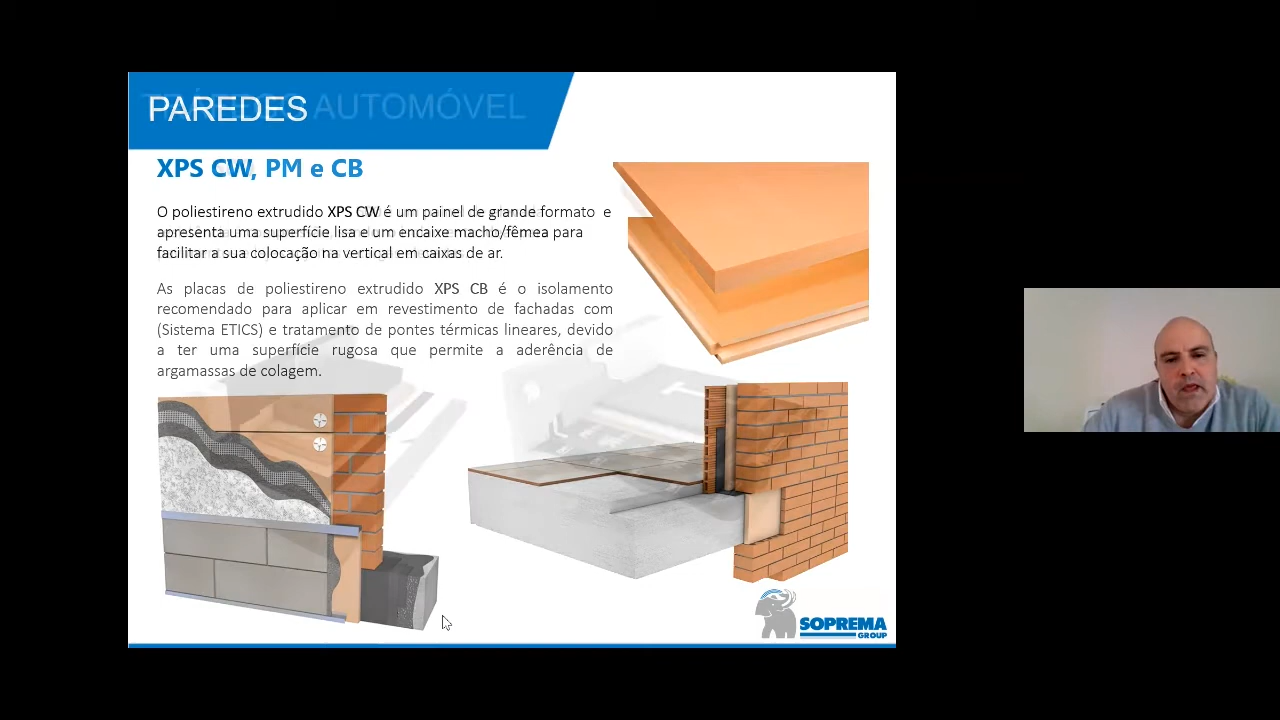 PAREDES
AUTOMÓVEL
XPS CW, PM e CB
O poliestireno extrudido XPS CW é um painel de grande formato e
apresenta uma superfície lisa e um encaixe macho/fêmea para
facilitar a sua colocação na vertical em caixas de ar.
As placas de poliestireno extrudido XPS CB é o isolamento
recomendado para aplicar em revestimento de fachadas com
(Sistema ETICS) e tratamento de pontes térmicas lineares, devido
a ter uma superfície rugosa que permite a aderência de
argamassas de colagem.
SOPREMA
GROUP